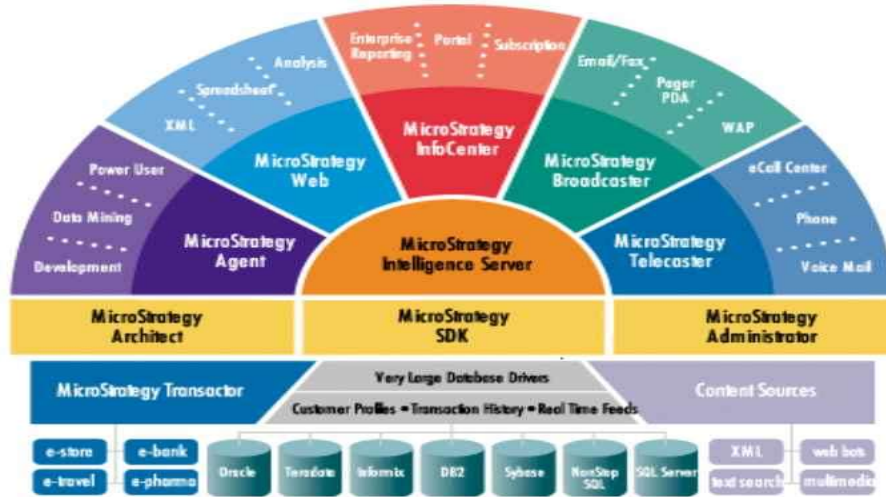 Enterprise
Reporting
Portal
Subscription
Analysis
Spreadsheet
XML
Email/Fax
Pager
PDA
WAP
MicroStrategy
InfoCenter
MicroStrategy
Web
MicroStrategy
Broadcaster
Power User
Data Mining
Development
MicroStrategy
Agent
MicroStrategy
Intelligence Server
MicroStrategy
Telecaster
eCall Center
Phone
Voice Mail
MicroStrategy
Architect
MicroStrategy
SDK
MicroStrategy
Administrator
MicroStrategy Transactor
Very Large Database Drivers
Customer Profiles • Transaction History • Real Time Feeds
Content Sources
e-store
e-bank
e-travel
e-pharma
Oracle
Teradata
Informix
DB2
Sybase
NonStop
SQL
SQL Server
XML
web bots
text search
multimedia